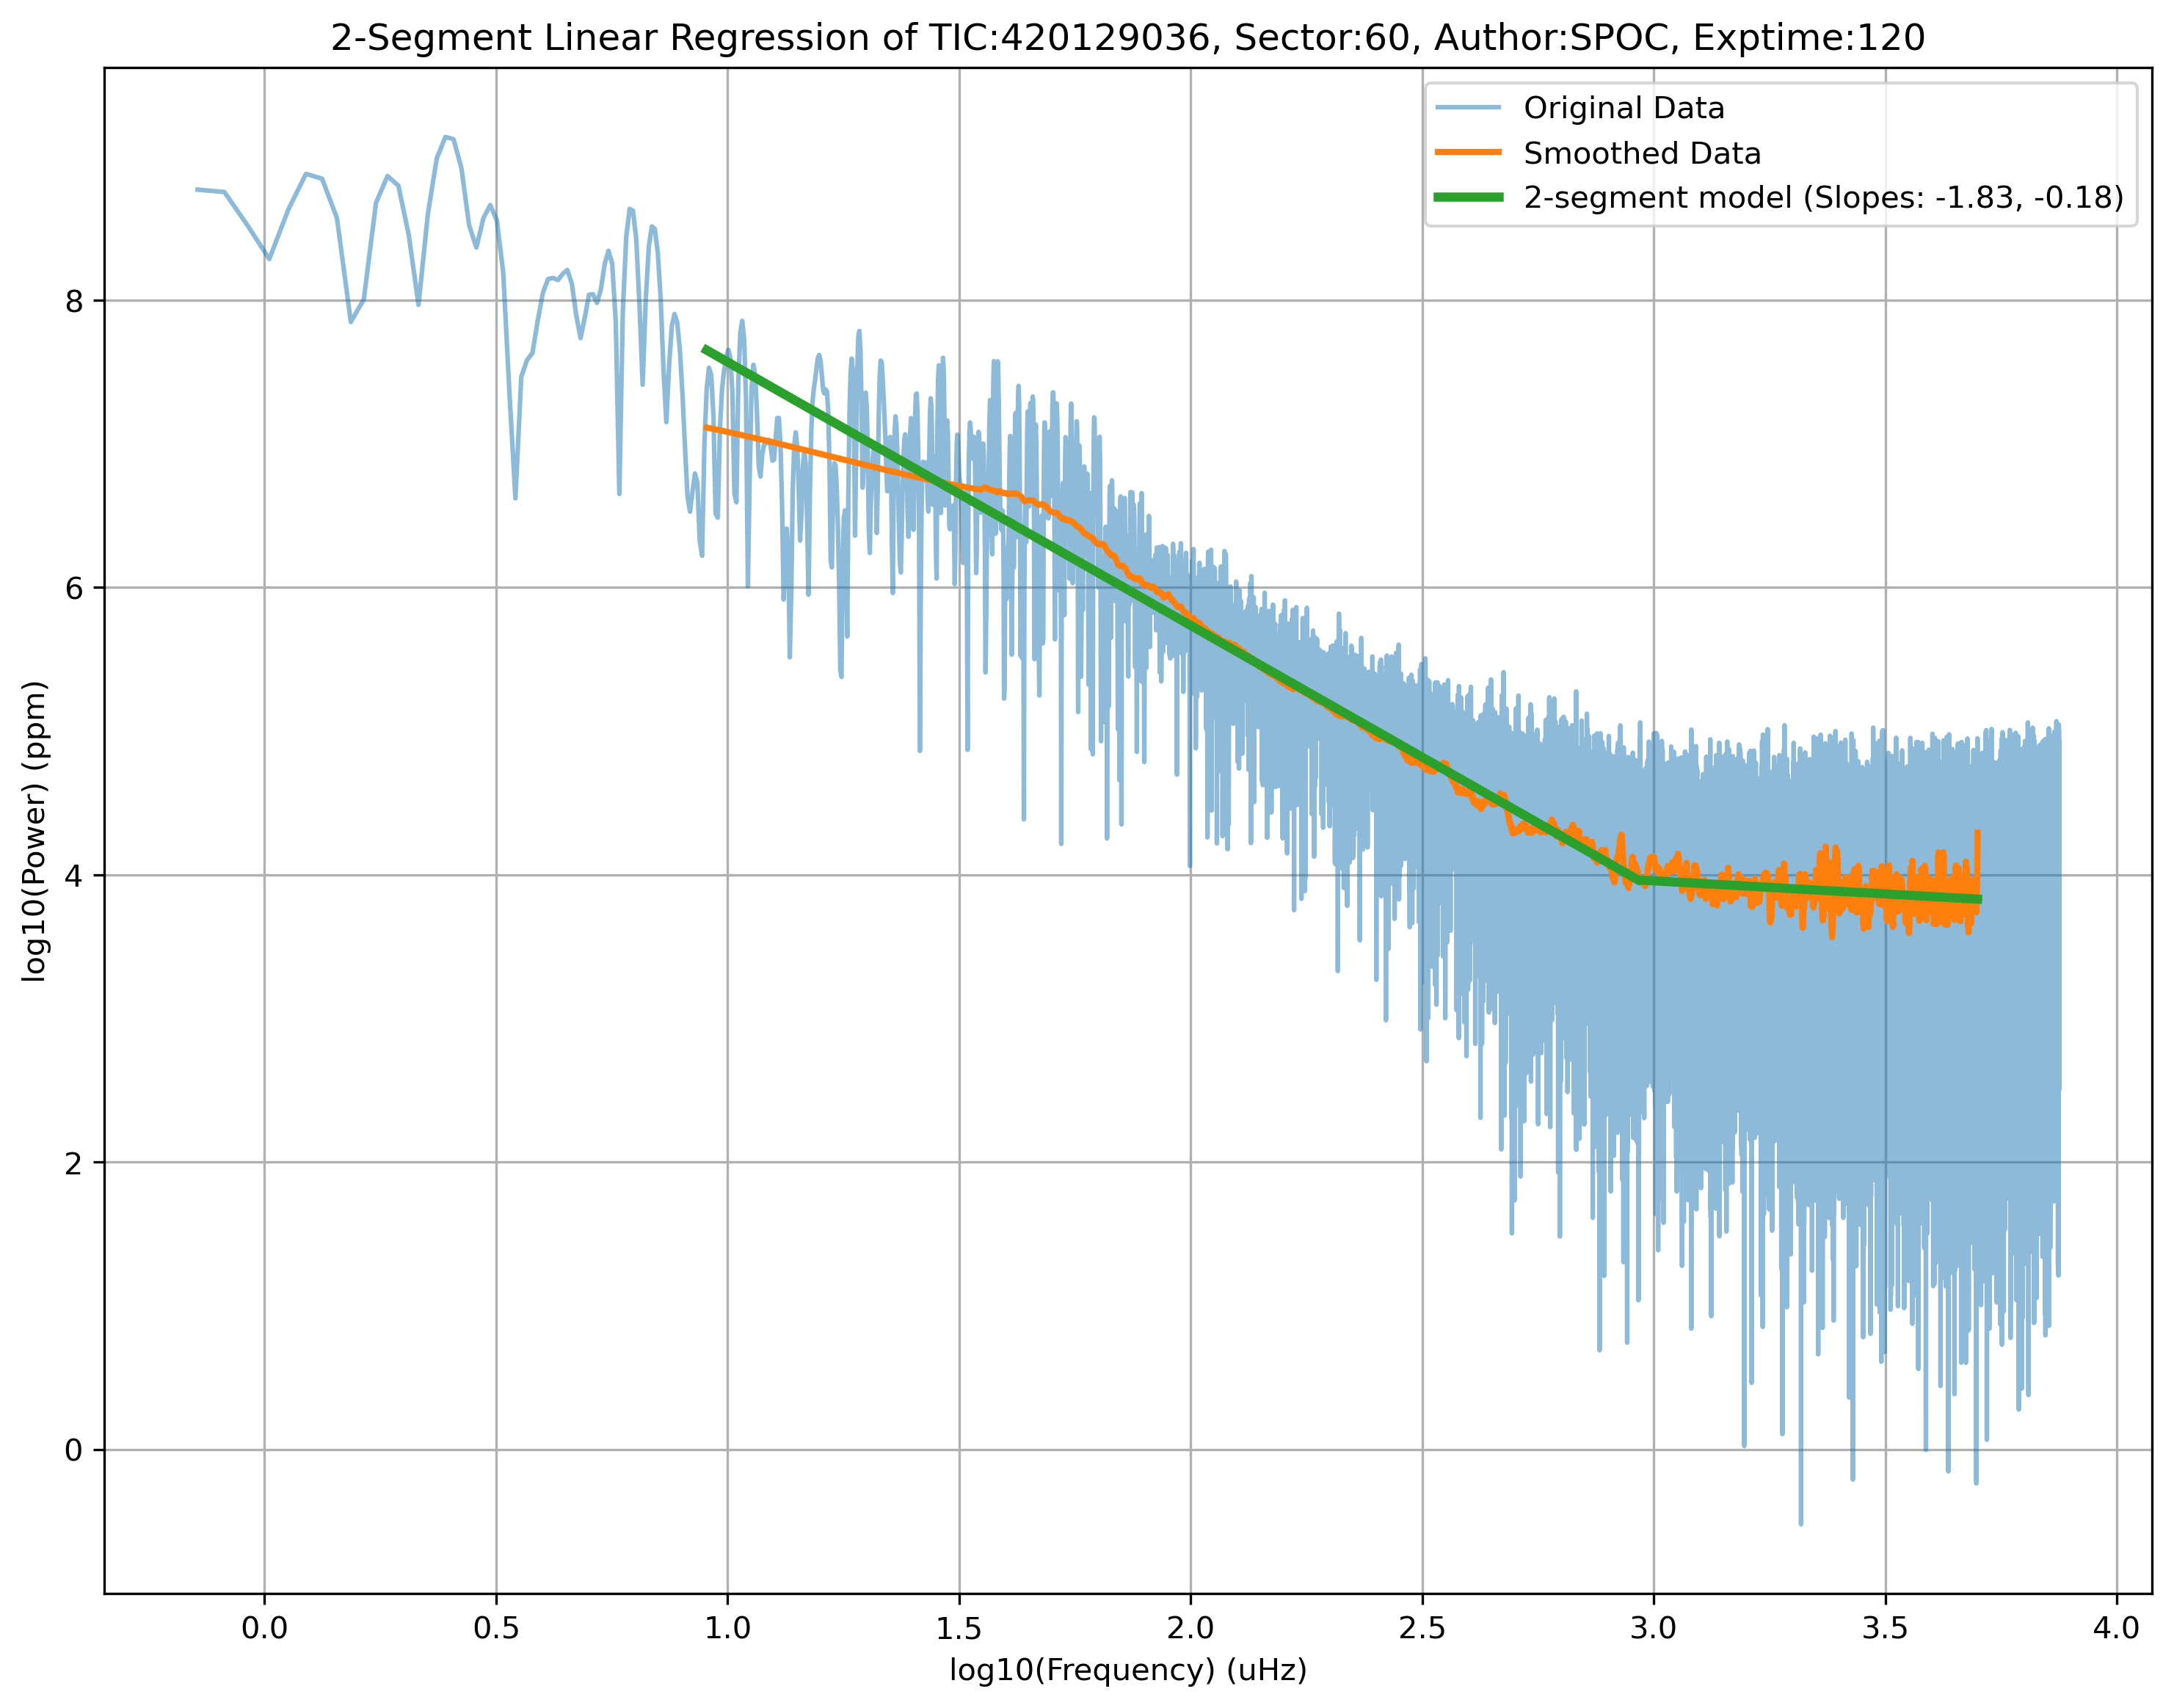 2-Segment Linear Regression of TIC:420129036, Sector:60, Author:SPOC, Exptime:120
Original Data
Smoothed Data
2-segment model (Slopes: -1.83, -0.18)
log10(Power) (ppm)
8
6
4
2
0
0.0 0.5 1.0 1.5 2.0 2.5 3.0 3.5 4.0
log10(Frequency) (uHz)